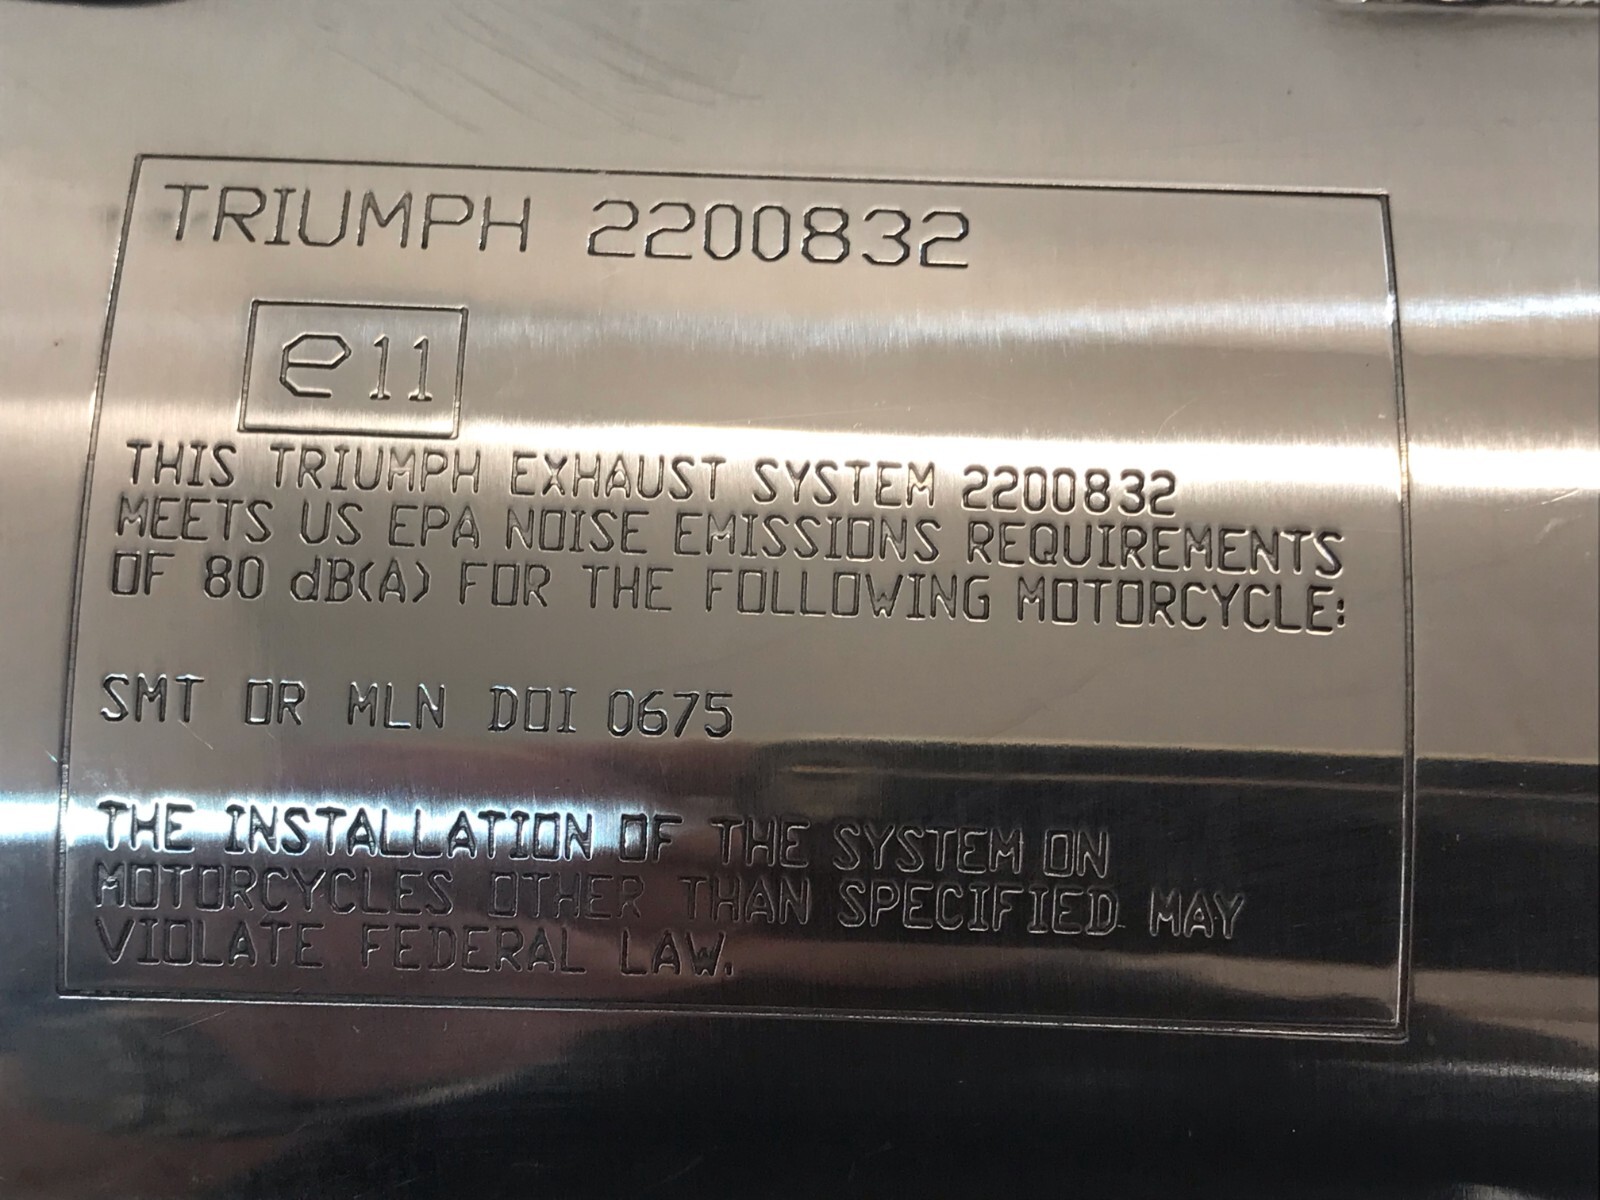 TRIUMPH 2200832
e11
THIS TRIUMPH EXHAUST SYSTEM 2200832
MEETS US EPA NOISE EMISSIONS REQUIREMENTS
OF 80 dB(A) FOR THE FOLLOWING MOTORCYCLE:
SMT OR MLN DOI 0675
THE INSTALLATION OF THE SYSTEM ON
MOTORCYCLES OTHER THAN SPECIFIED MAY
VIOLATE FEDERAL LAW.